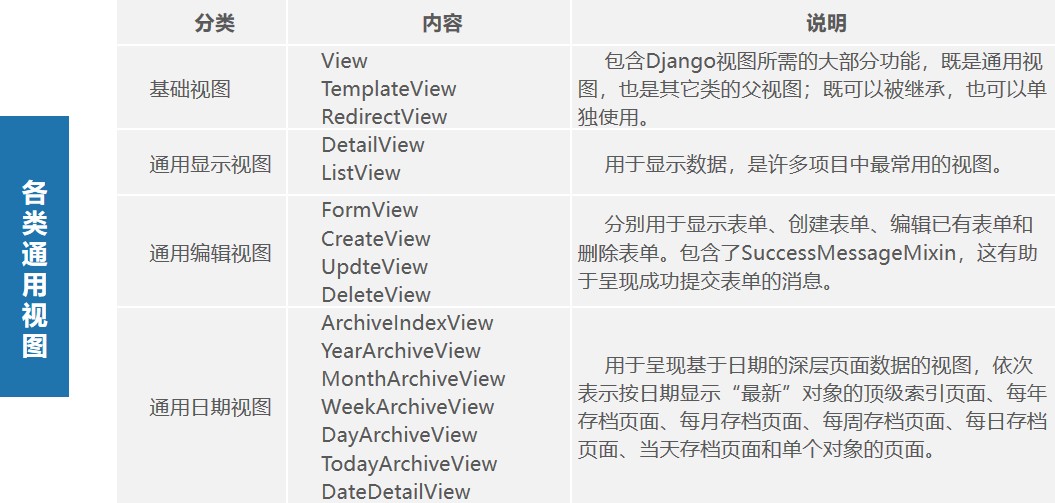 各类通用视图
分类 内容 说明
基础视图
View
TemplateView
RedirectView
包含Django视图所需的大部分功能，既是通用视
图，也是其它类的父视图；既可以被继承，也可以单
独使用。
通用显示视图
DetailView
ListView
用于显示数据，是许多项目中最常用的视图。
通用编辑视图
FormView
CreateView
UpdteView
DeleteView
分别用于显示表单、创建表单、编辑已有表单和
删除表单。包含了SuccessMessageMixin，这有助
于呈现成功提交表单的消息。
通用日期视图
ArchiveIndexView
YearArchiveView
MonthArchiveView
WeekArchiveView
DayArchiveView
TodayArchiveView
DateDetailView
用于呈现基于日期的深层页面数据的视图，依次
表示按日期显示“最新”对象的顶级索引页面、每年
存档页面、每月存档页面、每周存档页面、每日存档
页面、当天存档页面和单个对象的页面。